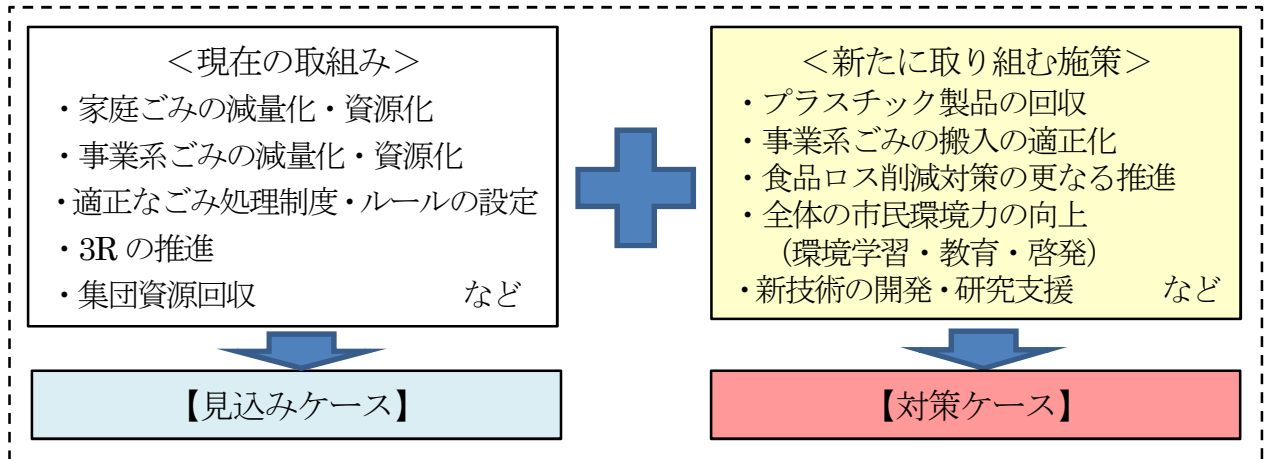 ＜現在の取組み＞
・家庭ごみの減量化・資源化
・事業系ごみの減量化・資源化
・適正なごみ処理制度・ルールの設定
・3R の推進
・集団資源回収 など
【見込みケース】
＜新たに取り組む施策＞
・プラスチック製品の回収
・事業系ごみの搬入の適正化
・食品ロス削減対策の更なる推進
・全体の市民環境力の向上
（環境学習・教育・啓発）
・新技術の開発・研究支援 など
【対策ケース】